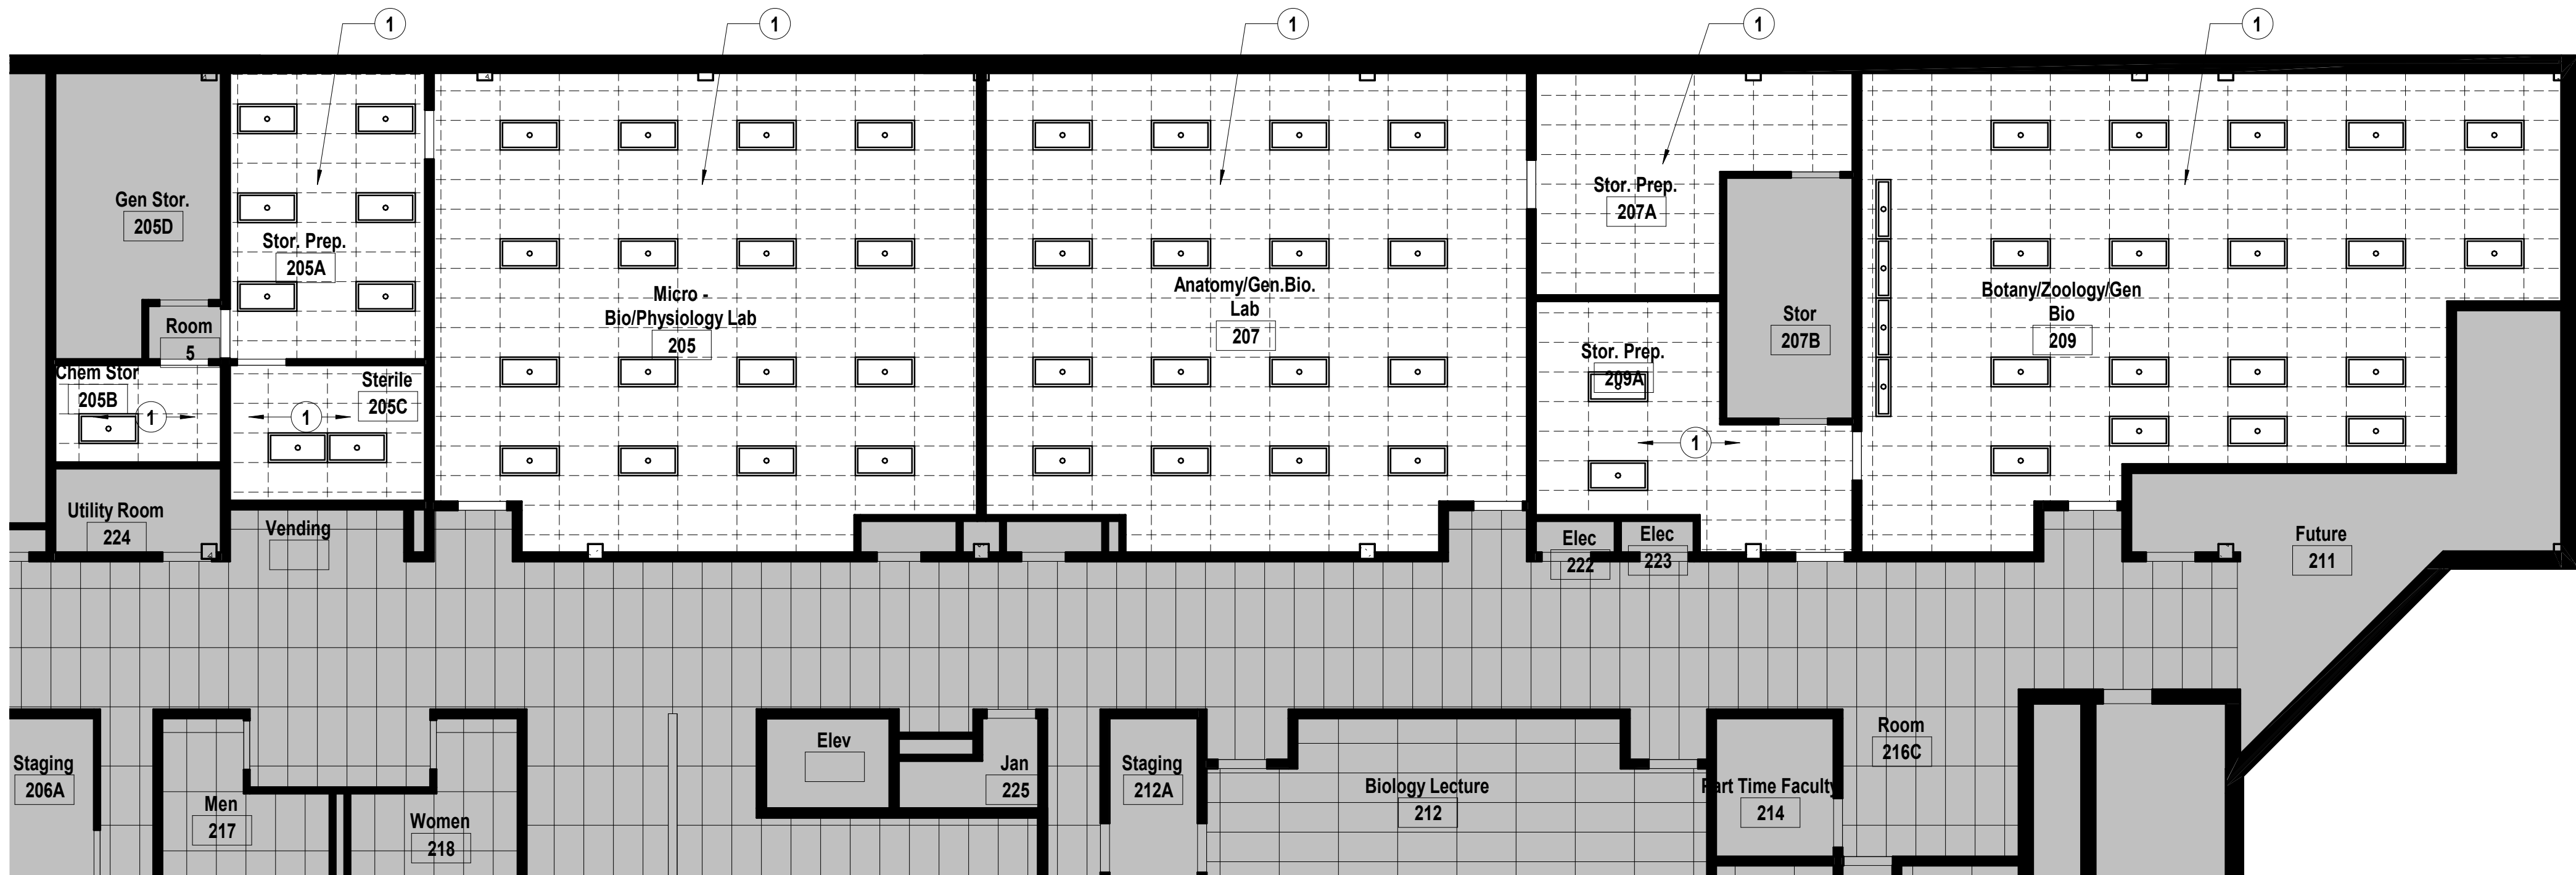 1
1
1
1
1
Gen Stor.
205D
Stor. Prep.
205A
Room
5
Chem Stor
205B
1
1
Sterile
205C
Micro -
Bio/Physiology Lab
205
Anatomy/Gen.Bio.
Lab
207
Stor. Prep.
207A
Stor
207B
Stor. Prep.
209A
1
Botany/Zoology/Gen
Bio
209
Utility Room
224
Vending
Elec
222
Elec
223
Future
211
Staging
206A
Men
217
Women
218
Elev
Jan
225
Staging
212A
Biology Lecture
212
Part Time Faculty
214
Room
216C